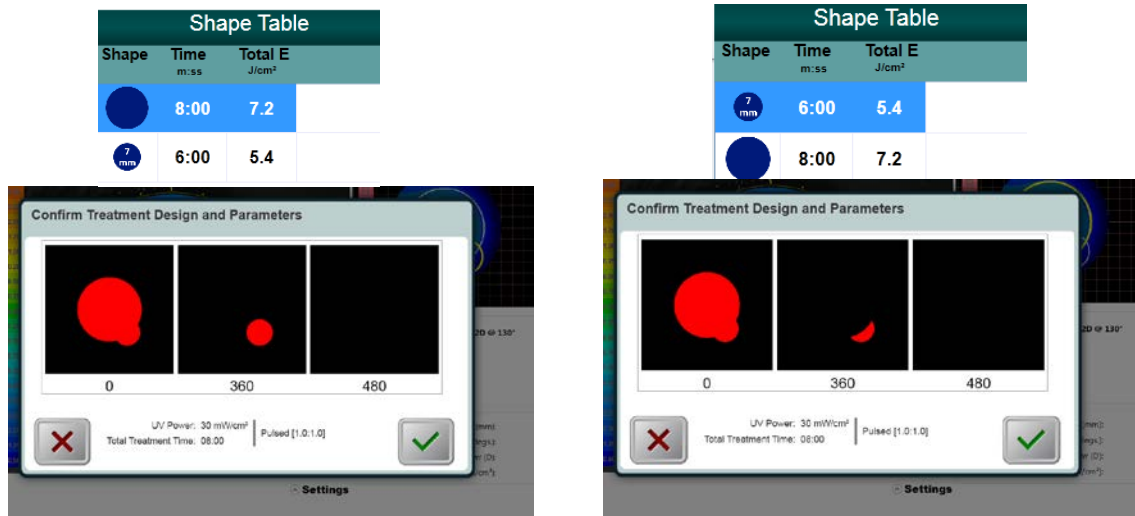 Shape Table
Shape Time Total E
m:ss J/cm²
8:00 7.2
7 mm 6:00 5.4
Confirm Treatment Design and Parameters
0 360 480
UV Power: 30 mW/cm²
Total Treatment Time: 08:00
Pulsed [1.0:1.0]
2D @ 130°
Settings
Shape Table
Shape Time Total E
m:ss J/cm²
7 mm 6:00 5.4
8:00 7.2
Confirm Treatment Design and Parameters
0 360 480
UV Power: 30 mW/cm²
Total Treatment Time: 08:00
Pulsed [1.0:1.0]
2D @ 130°
Settings